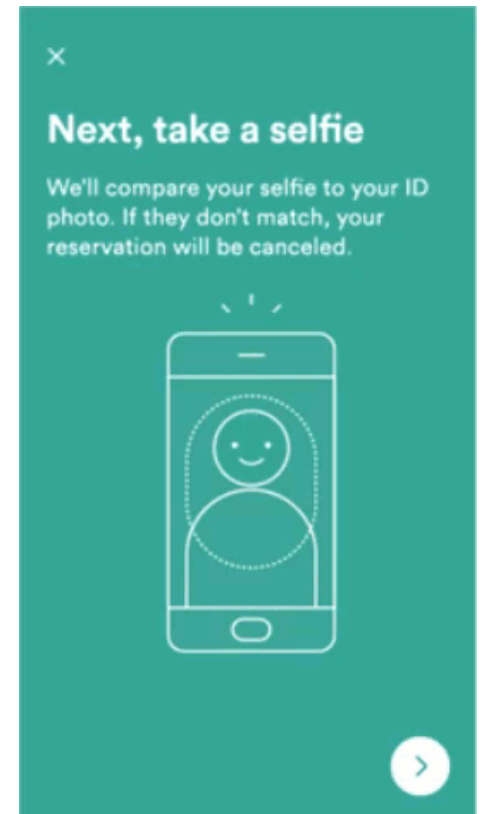 Next, take a selfie
We'll compare your selfie to your ID
photo. If they don't match, your
reservation will be canceled.